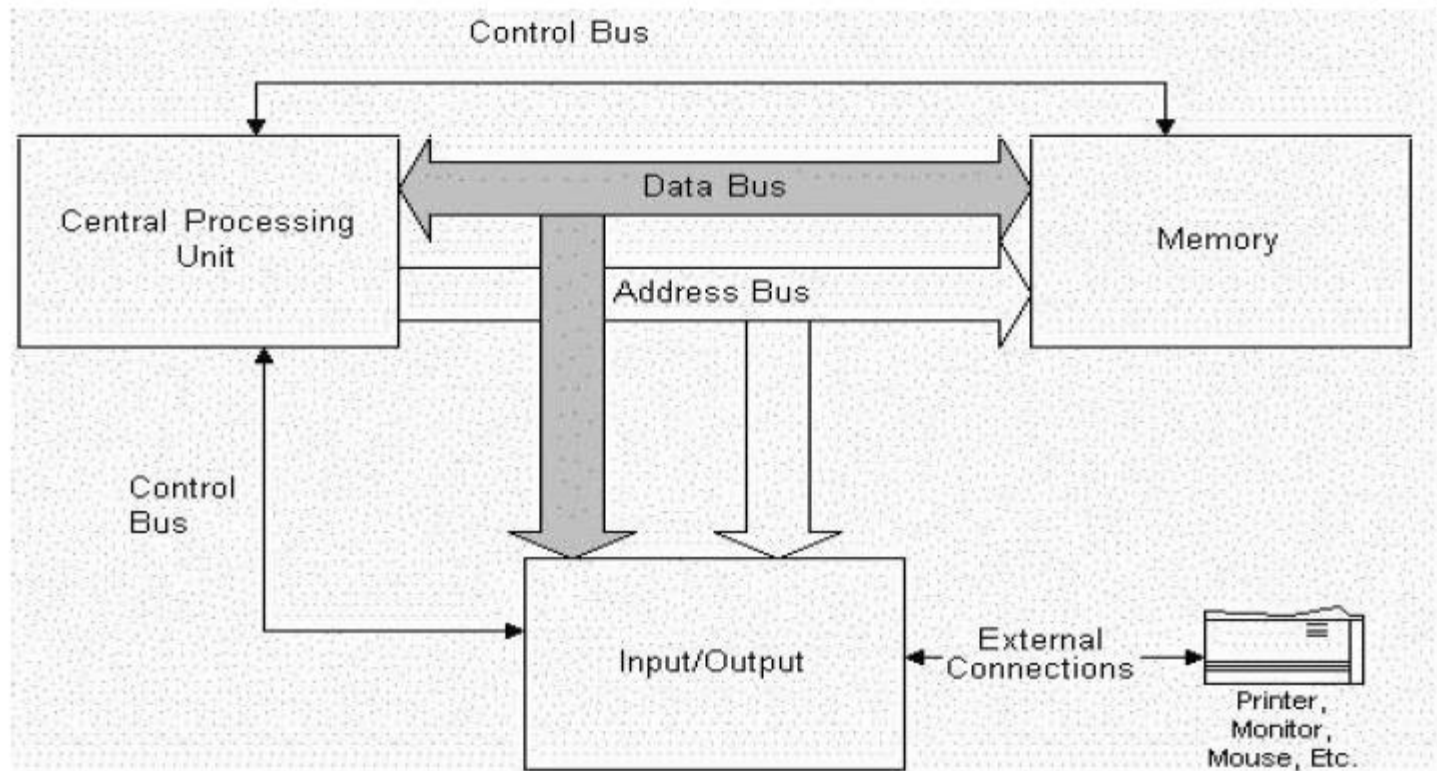 Control Bus
Data Bus
Central Processing
Unit
Memory
Address Bus
Control
Bus
Input/Output
External
Connections
Printer,
Monitor,
Mouse, Etc.